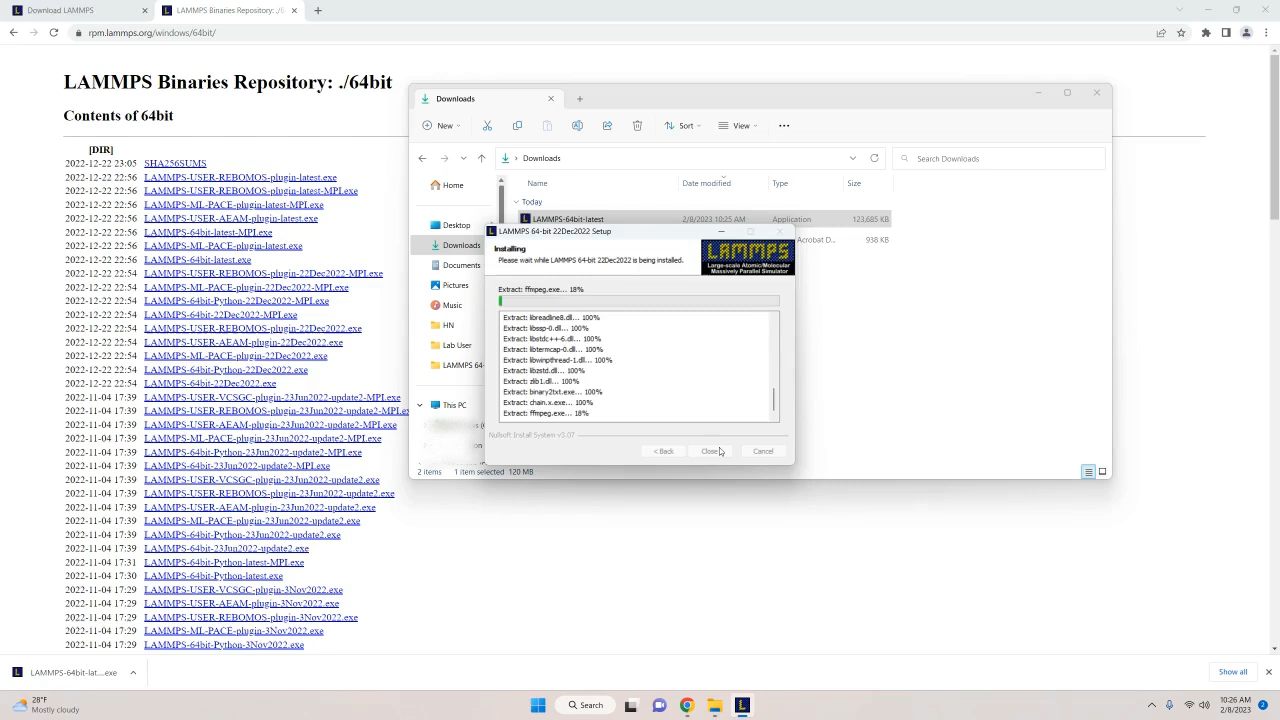 Download LAMMPS
LAMMPS Binaries Repository: ./6
rpm.lammps.org/windows/64bit/
LAMMPS Binaries Repository: ./64bit
Contents of 64bit
[DIR]
2022-12-22 23:05 SHA256SUMS
2022-12-22 22:56 LAMMPS-USER-REBOMOS-plugin-latest.exe
2022-12-22 22:56 LAMMPS-USER-REBOMOS-plugin-latest-MPI.exe
2022-12-22 22:56 LAMMPS-ML-PACE-plugin-latest-MPI.exe
2022-12-22 22:56 LAMMPS-USER-AEAM-plugin-latest.exe
2022-12-22 22:56 LAMMPS-64bit-latest-MPI.exe
2022-12-22 22:56 LAMMPS-ML-PACE-plugin-latest.exe
2022-12-22 22:56 LAMMPS-64bit-latest.exe
2022-12-22 22:54 LAMMPS-USER-REBOMOS-plugin-22Dec2022-MPI.exe
2022-12-22 22:54 LAMMPS-ML-PACE-plugin-22Dec2022-MPI.exe
2022-12-22 22:54 LAMMPS-64bit-Python-22Dec2022-MPI.exe
2022-12-22 22:54 LAMMPS-64bit-22Dec2022-MPI.exe
2022-12-22 22:54 LAMMPS-USER-REBOMOS-plugin-22Dec2022.exe
2022-12-22 22:54 LAMMPS-USER-AEAM-plugin-22Dec2022.exe
2022-12-22 22:54 LAMMPS-ML-PACE-plugin-22Dec2022.exe
2022-12-22 22:54 LAMMPS-64bit-Python-22Dec2022.exe
2022-12-22 22:54 LAMMPS-64bit-22Dec2022.exe
2022-11-04 17:39 LAMMPS-USER-VCSGC-plugin-23Jun2022-update2-MPI.exe
2022-11-04 17:39 LAMMPS-USER-REBOMOS-plugin-23Jun2022-update2-MPI.ex
2022-11-04 17:39 LAMMPS-USER-AEAM-plugin-23Jun2022-update2-MPI.exe
2022-11-04 17:39 LAMMPS-ML-PACE-plugin-23Jun2022-update2-MPI.exe
2022-11-04 17:39 LAMMPS-64bit-Python-23Jun2022-update2-MPI.exe
2022-11-04 17:39 LAMMPS-64bit-23Jun2022-update2-MPI.exe
2022-11-04 17:39 LAMMPS-USER-VCSGC-plugin-23Jun2022-update2.exe
2022-11-04 17:39 LAMMPS-USER-REBOMOS-plugin-23Jun2022-update2.exe
2022-11-04 17:39 LAMMPS-USER-AEAM-plugin-23Jun2022-update2.exe
2022-11-04 17:39 LAMMPS-ML-PACE-plugin-23Jun2022-update2.exe
2022-11-04 17:39 LAMMPS-64bit-Python-23Jun2022-update2.exe
2022-11-04 17:39 LAMMPS-64bit-23Jun2022-update2.exe
2022-11-04 17:31 LAMMPS-64bit-Python-latest-MPI.exe
2022-11-04 17:30 LAMMPS-64bit-Python-latest.exe
2022-11-04 17:29 LAMMPS-USER-VCSGC-plugin-3Nov2022.exe
2022-11-04 17:29 LAMMPS-USER-AEAM-plugin-3Nov2022.exe
2022-11-04 17:29 LAMMPS-USER-REBOMOS-plugin-3Nov2022.exe
2022-11-04 17:29 LAMMPS-ML-PACE-plugin-3Nov2022.exe
2022-11-04 17:29 LAMMPS-64bit-Python-3Nov2022.exe
Downloads
New
Sort
View
Downloads
Search Downloads
Home
Desktop
Downloads
Documents
Pictures
Music
HN
Lab User
LAMMPS 64-
This PC
Name Date modified Type Size
Today
LAMMPS-64bit-latest 2/8/2023 10:25 AM Application 123,685 KB
Acrobat D... 938 KB
2 items 1 item selected 120 MB
LAMMPS 64-bit 22Dec2022 Setup
Installing
Please wait while LAMMPS 64-bit 22Dec2022 is being installed.
LAMMPS
Large-scale Atomic/Molecular
Massively Parallel Simulator
Extract: ffmpeg.exe... 18%
Extract: libreadline8.dll... 100%
Extract: libssp-0.dll... 100%
Extract: libstdc++-6.dll... 100%
Extract: libtermcap-0.dll... 100%
Extract: libwinpthread-1.dll... 100%
Extract: libzstd.dll... 100%
Extract: zlib1.dll... 100%
Extract: binary2txt.exe... 100%
Extract: chain.x.exe... 100%
Extract: ffmpeg.exe... 18%
Nullsoft Install System v3.07
< Back Close Cancel
LAMMPS-64bit-lat....exe
Show all
28°F
Mostly cloudy
Search
10:26 AM
2/8/2023
2